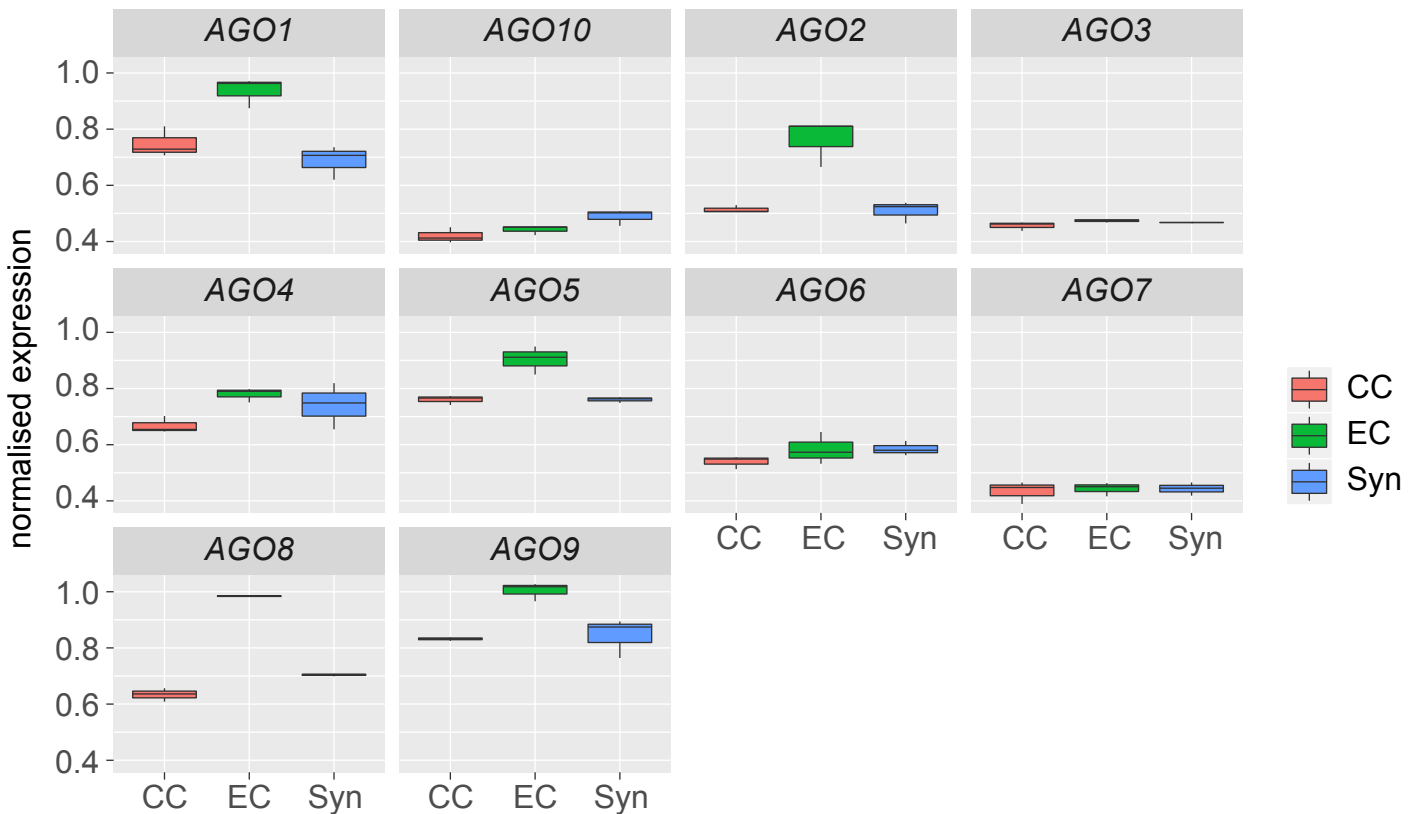 AGO1 AGO10 AGO2 AGO3
1.0
0.8
0.6
0.4
AGO4 AGO5 AGO6 AGO7
1.0
0.8
0.6
0.4
CC EC Syn CC EC Syn
AGO8 AGO9
1.0
0.8
0.6
0.4
CC EC Syn CC EC Syn
normalised expression
CC
EC
Syn